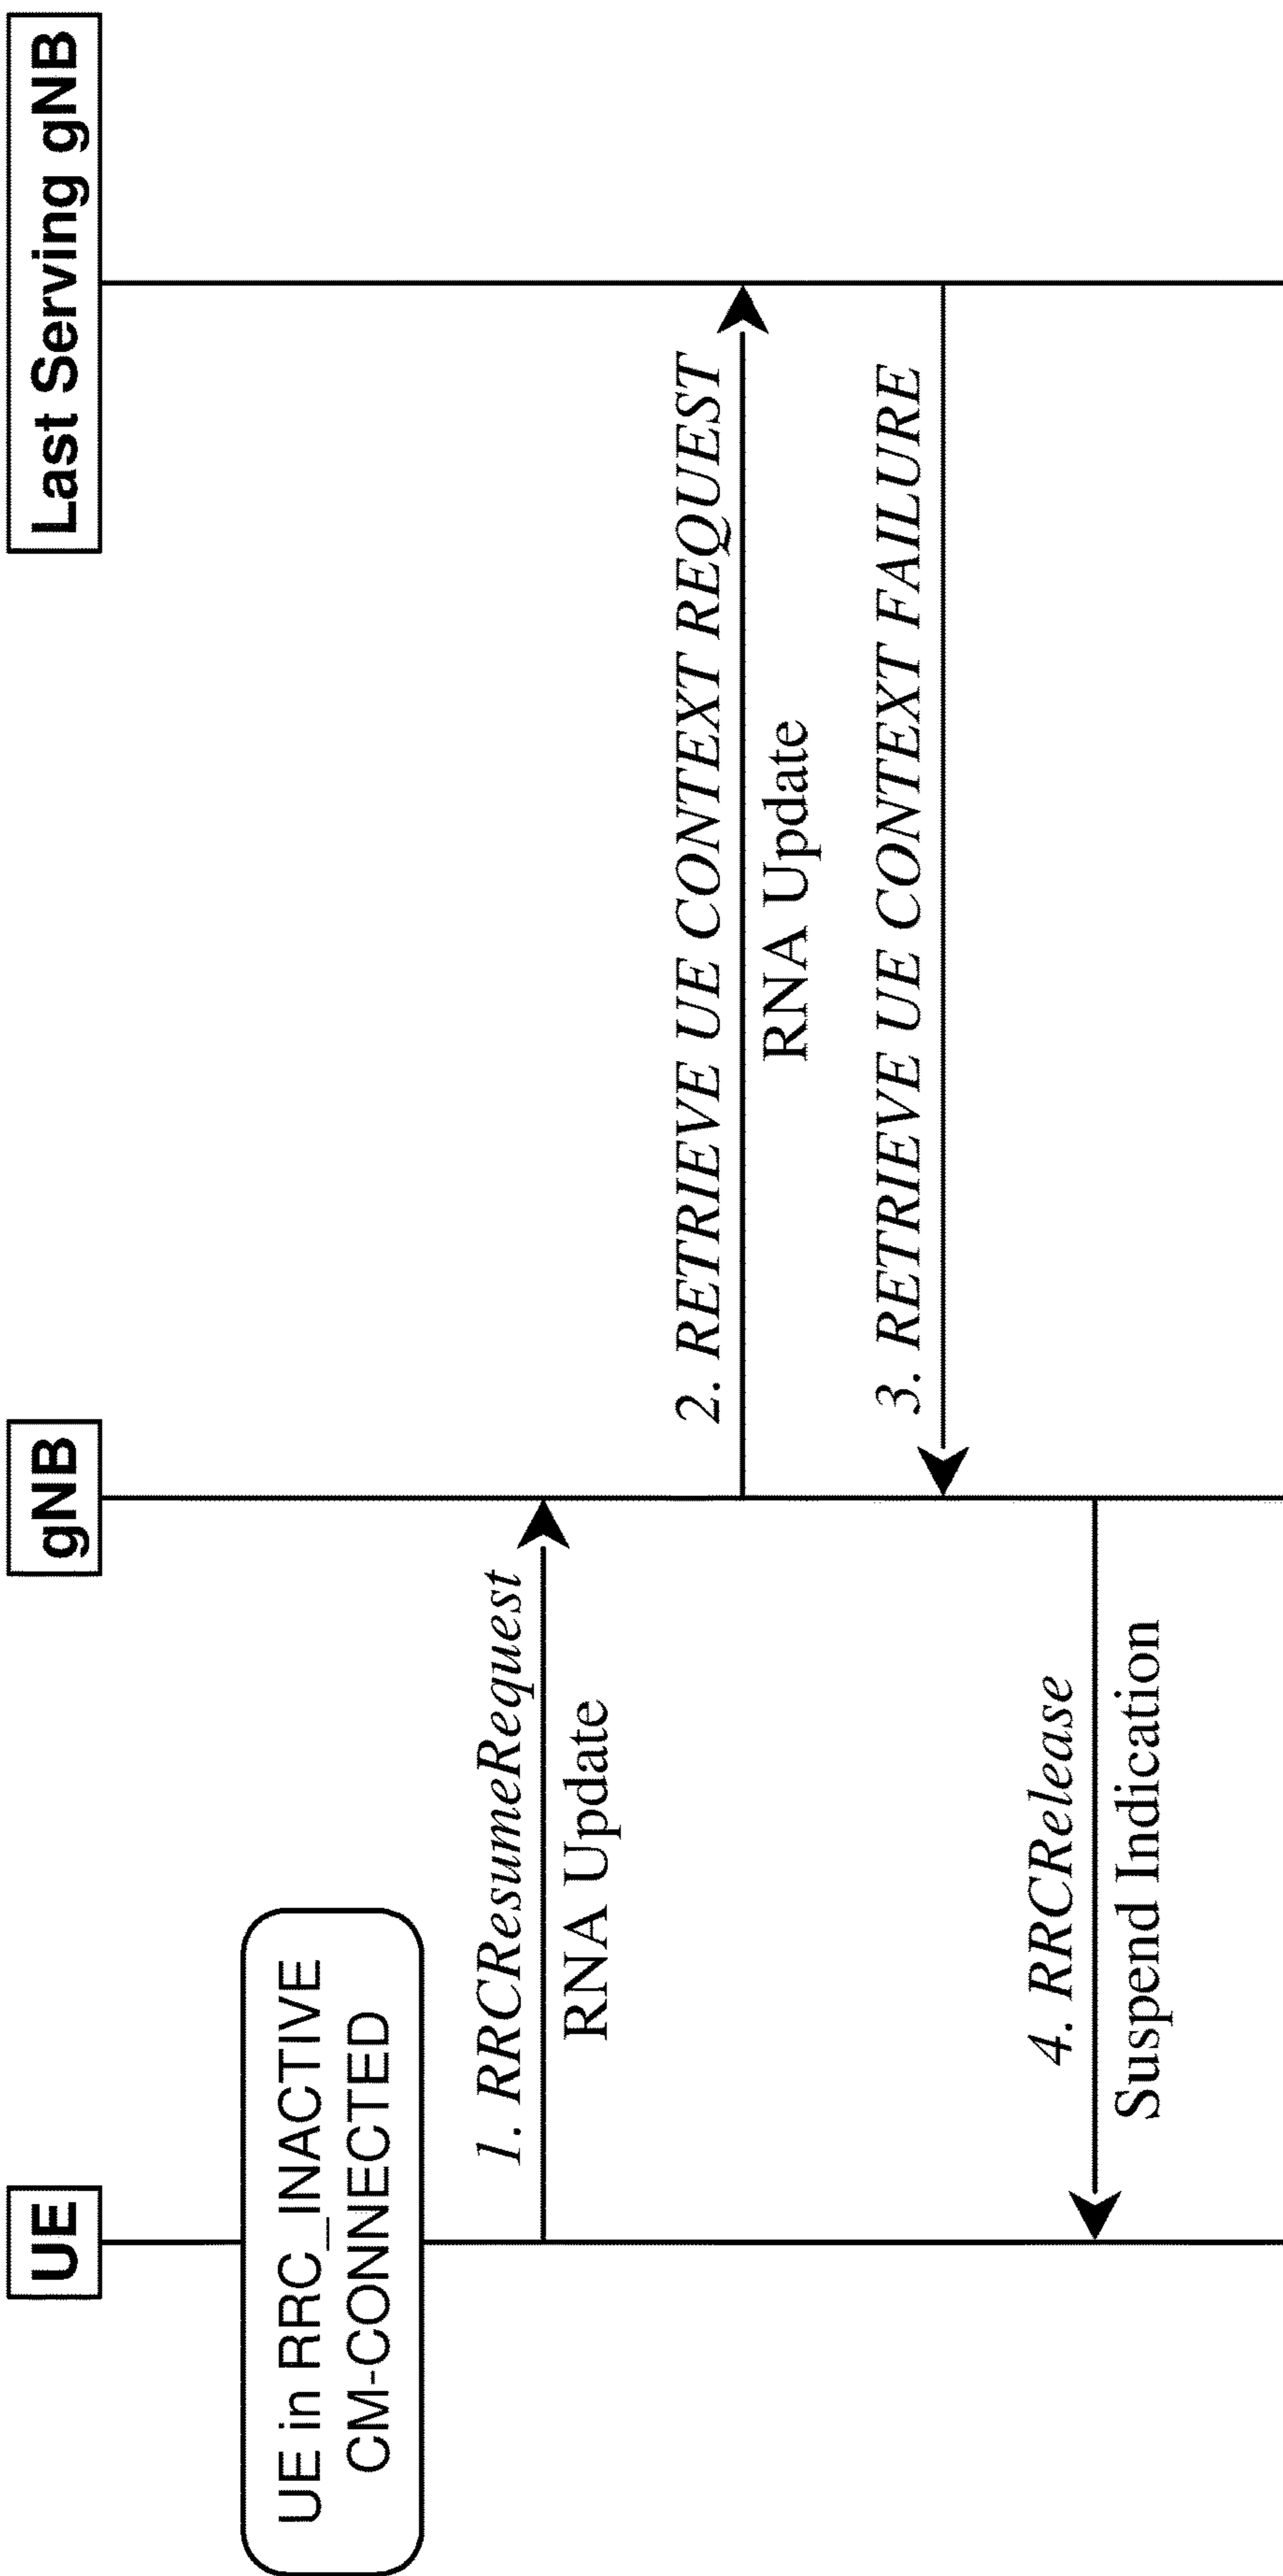 UE
gNB
Last Serving gNB
UE in RRC_INACTIVE
CM-CONNECTED
1. RRCResumeRequest
RNA Update
2. RETRIEVE UE CONTEXT REQUEST
RNA Update
3. RETRIEVE UE CONTEXT FAILURE
4. RRCRelease
Suspend Indication